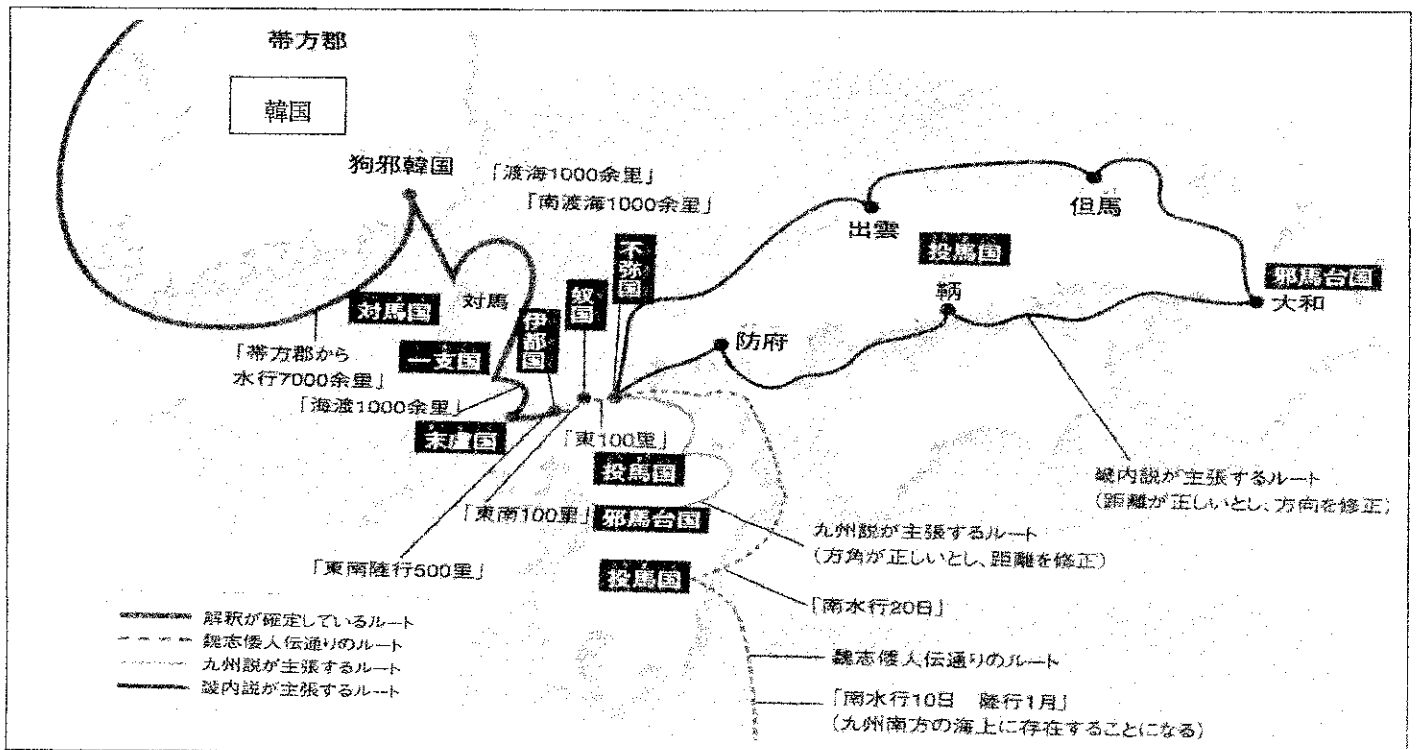 帯方郡
韓国
狗邪韓国
「渡海1000余里」
「南渡海1000余里」
不弥国
奴国
伊都国
対馬
対馬国
一支国
末盧国
「帯方郡から
水行7000余里」
「海渡1000余里」
出雲
但馬
投馬国
鞆
防府
邪馬台国
大和
「東100里」
投馬国
「東南100里」
邪馬台国
「東南陸行500里」
投馬国
畿内説が主張するルート
(距離が正しいとし、方向を修正)
九州説が主張するルート
(方角が正しいとし、距離を修正)
「南水行20日」
魏志倭人伝通りのルート
「南水行10日 陸行1月」
(九州南方の海上に存在することになる)
解釈が確定しているルート
魏志倭人伝通りのルート
九州説が主張するルート
畿内説が主張するルート